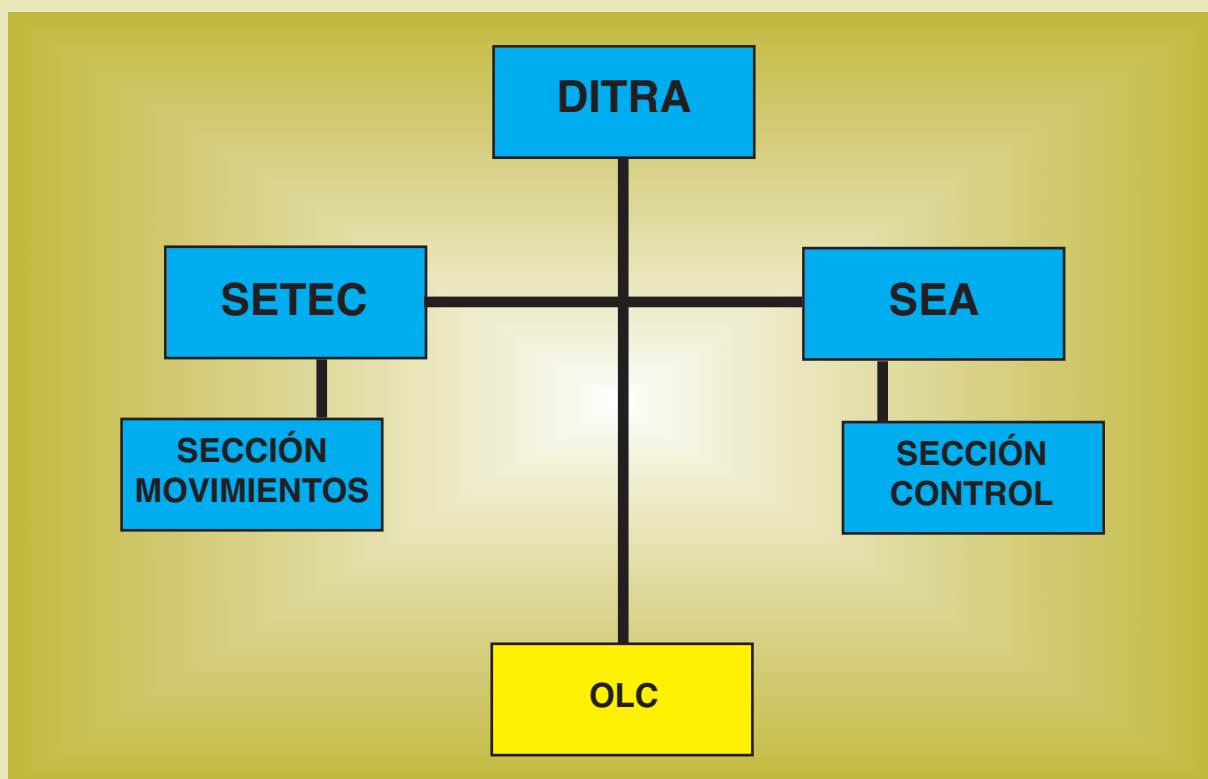 DITRA
SETEC
SEA
SECCIÓN
MOVIMIENTOS
SECCIÓN
CONTROL
OLC